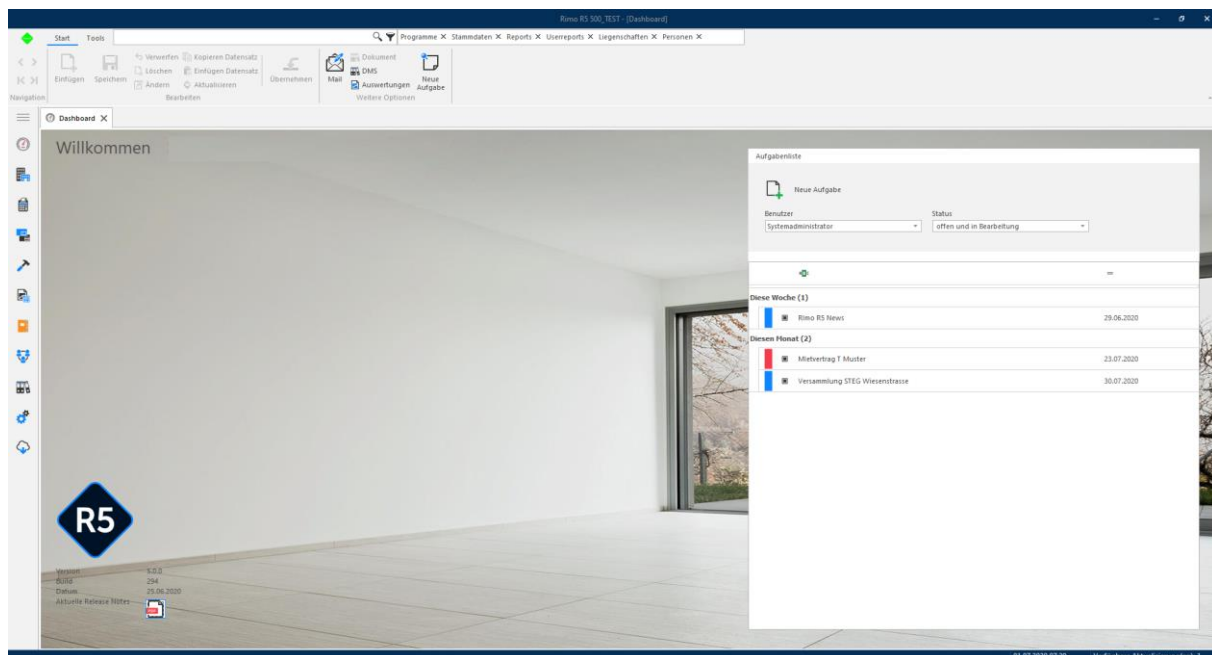 Rimo R5 500_TEST - [Dashboard]
Start Tools
Programme X Stammdaten X Reports X Userreports X Liegenschaften X Personen X
Einfügen
Speichern
Verwerfen
Löschen
Ändern
Kopieren Datensatz
Einfügen Datensatz
Aktualisieren
Übernehmen
Mail
Dokument
DMS
Auswertungen
Neue
Aufgabe
Navigation
Bearbeiten
Weitere Optionen
Dashboard X
Willkommen
Aufgabenliste
Neue Aufgabe
Benutzer Status
Systemadministrator offen und in Bearbeitung
Diese Woche (1)
Rimo R5 News 29.06.2020
Diesen Monat (2)
Mietvertrag T Muster 23.07.2020
Versammlung STEG Wiesenstrasse 30.07.2020
R5
Version 5.0.0
Build 294
Datum 25.06.2020
Aktuelle Release Notes